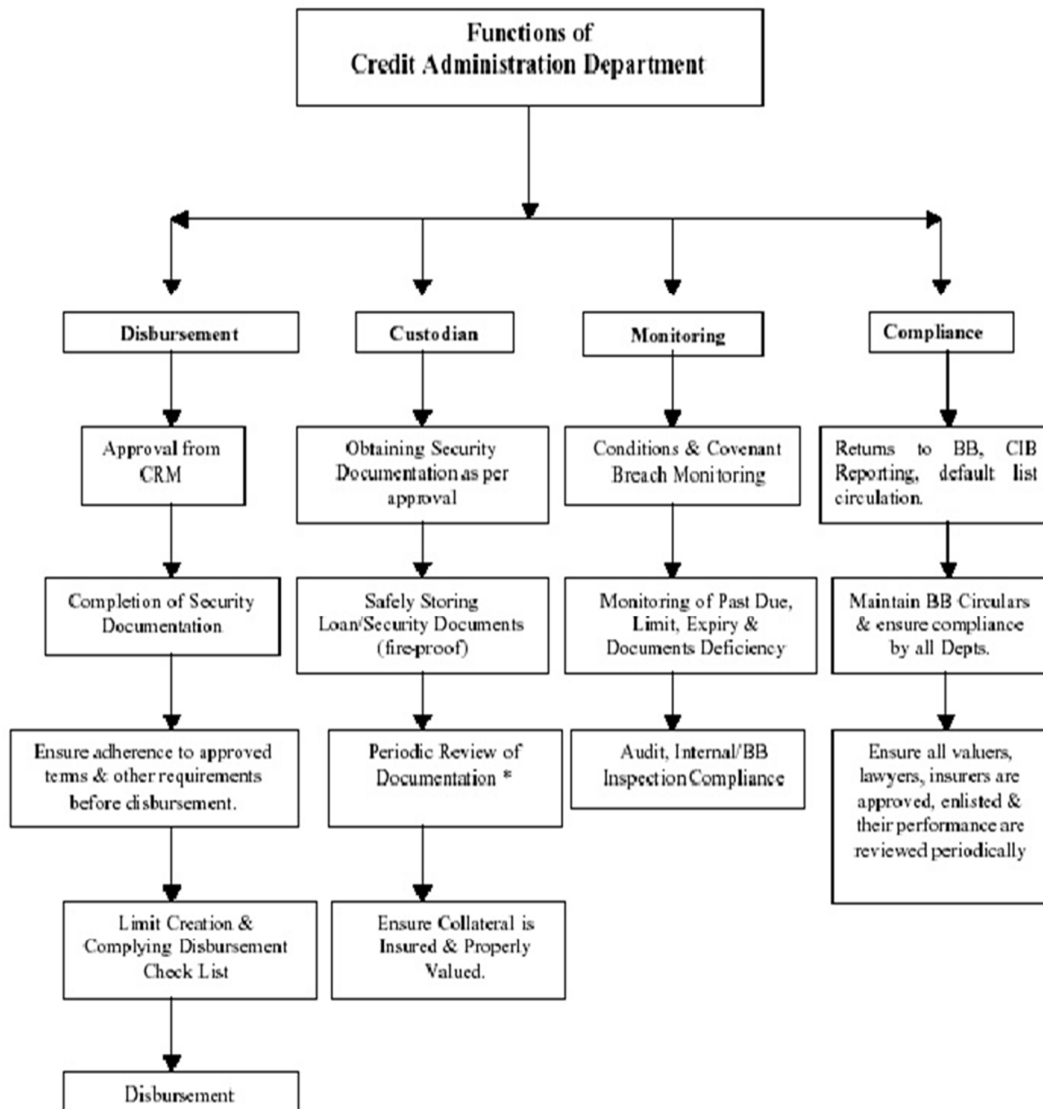 Functions of
Credit Administration Department
Disbursement
Custodian
Monitoring
Compliance
Approval from
CRM
Obtaining Security
Documentation as per
approval
Conditions & Covenant
Breach Monitoring
Returns to BB, CIB
Reporting, default list
circulation.
Completion of Security
Documentation
Safely Storing
Loan/Security Documents
(fire-proof)
Monitoring of Past Due,
Limit, Expiry &
Documents Deficiency
Maintain BB Circulars
& ensure compliance
by all Depts.
Ensure adherence to approved
terms & other requirements
before disbursement.
Periodic Review of
Documentation *
Audit, Internal/BB
Inspection Compliance
Ensure all valuers,
lawyers, insurers are
approved, enlisted &
their performance are
reviewed periodically
Limit Creation &
Complying Disbursement
Check List
Ensure Collateral is
Insured & Properly
Valued.
Disbursement